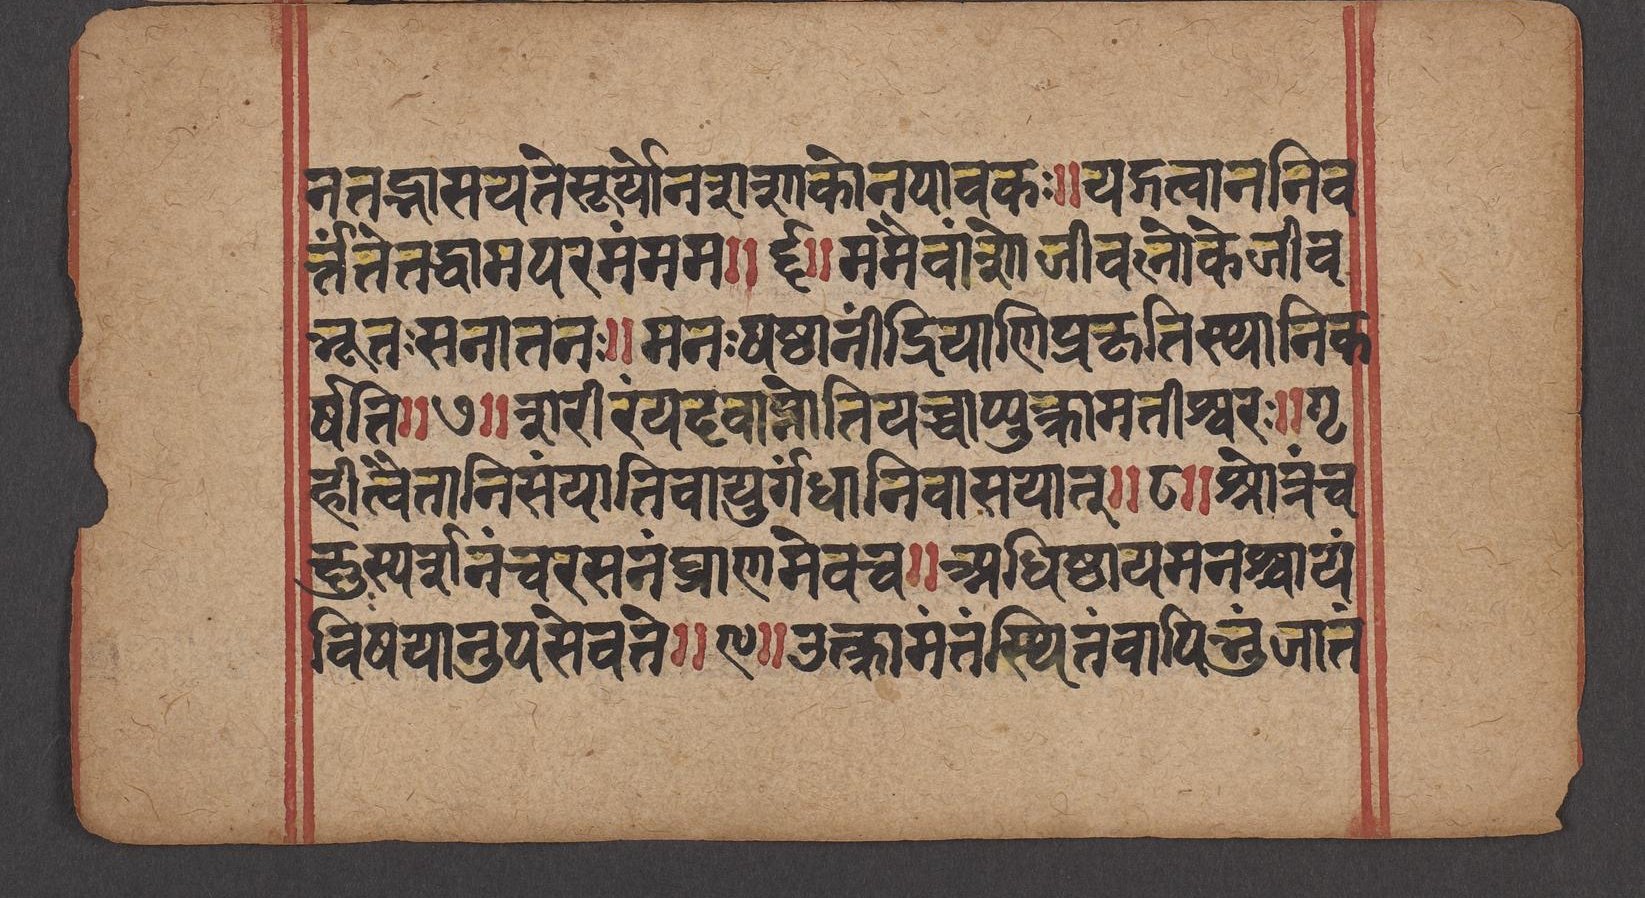 नतद्भासयतेसूर्योनशशाकोनपावकः॥यद्गत्वाननिव
र्त्तंतेतद्धामपरमंमम॥६॥ममैवांशोजीवलोकेजीव
भूतःसनातनः॥मनःषष्ठानींद्रियाणिप्रकृतिस्थानिक
र्षति॥७॥शरीरंयदवाप्नोतियच्चाप्युक्रामतीश्वरः॥गृ
हीत्वैतानिसंयातिवायुर्गंधानिवासयात्॥८॥श्रोत्रंच
क्षुस्पर्शनंचरसनंघ्राणमेवच॥अधिष्ठायमनश्चायं
विषयानुपसेवते॥९॥उत्क्रामंतंस्थितंवापिभुंजानं